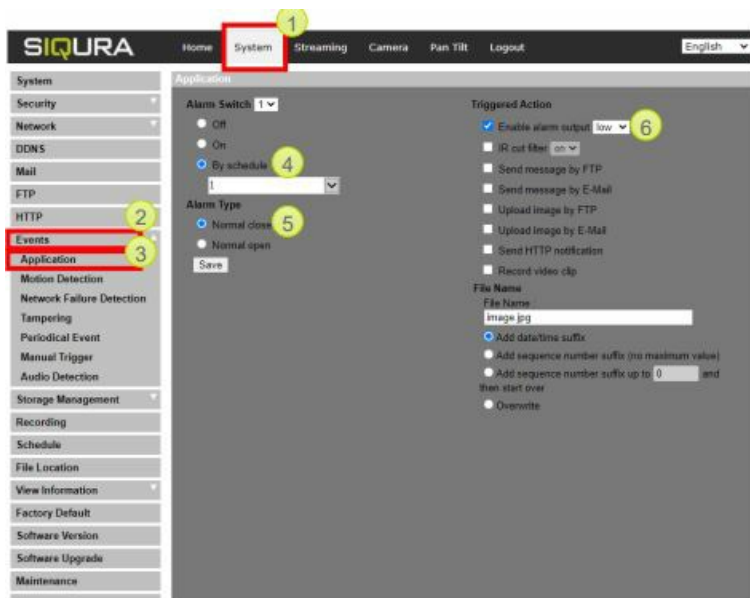 1
SIQURA Home System Streaming Camera Pan Tilt Logout English
System
Security
Network
DDNS
Mail
FTP
HTTP 2
Events 3
Application
Motion Detection
Network Failure Detection
Tampering
Periodical Event
Manual Trigger
Audio Detection
Storage Management
Recording
Schedule
File Location
View Information
Factory Default
Software Version
Software Upgrade
Maintenance
Application
Alarm Switch 1
Off
On
By schedule 4
1
Alarm Type
Normal close 5
Normal open
Save
Triggered Action
Enable alarm output low 6
IR cut filter on
Send message by FTP
Send message by E-Mail
Upload image by FTP
Upload image by E-Mail
Send HTTP notification
Record video clip
File Name
File Name
image.jpg
Add date/time suffix
Add sequence number suffix (no maximum value)
Add sequence number suffix up to 0 and
then start over
Overwrite